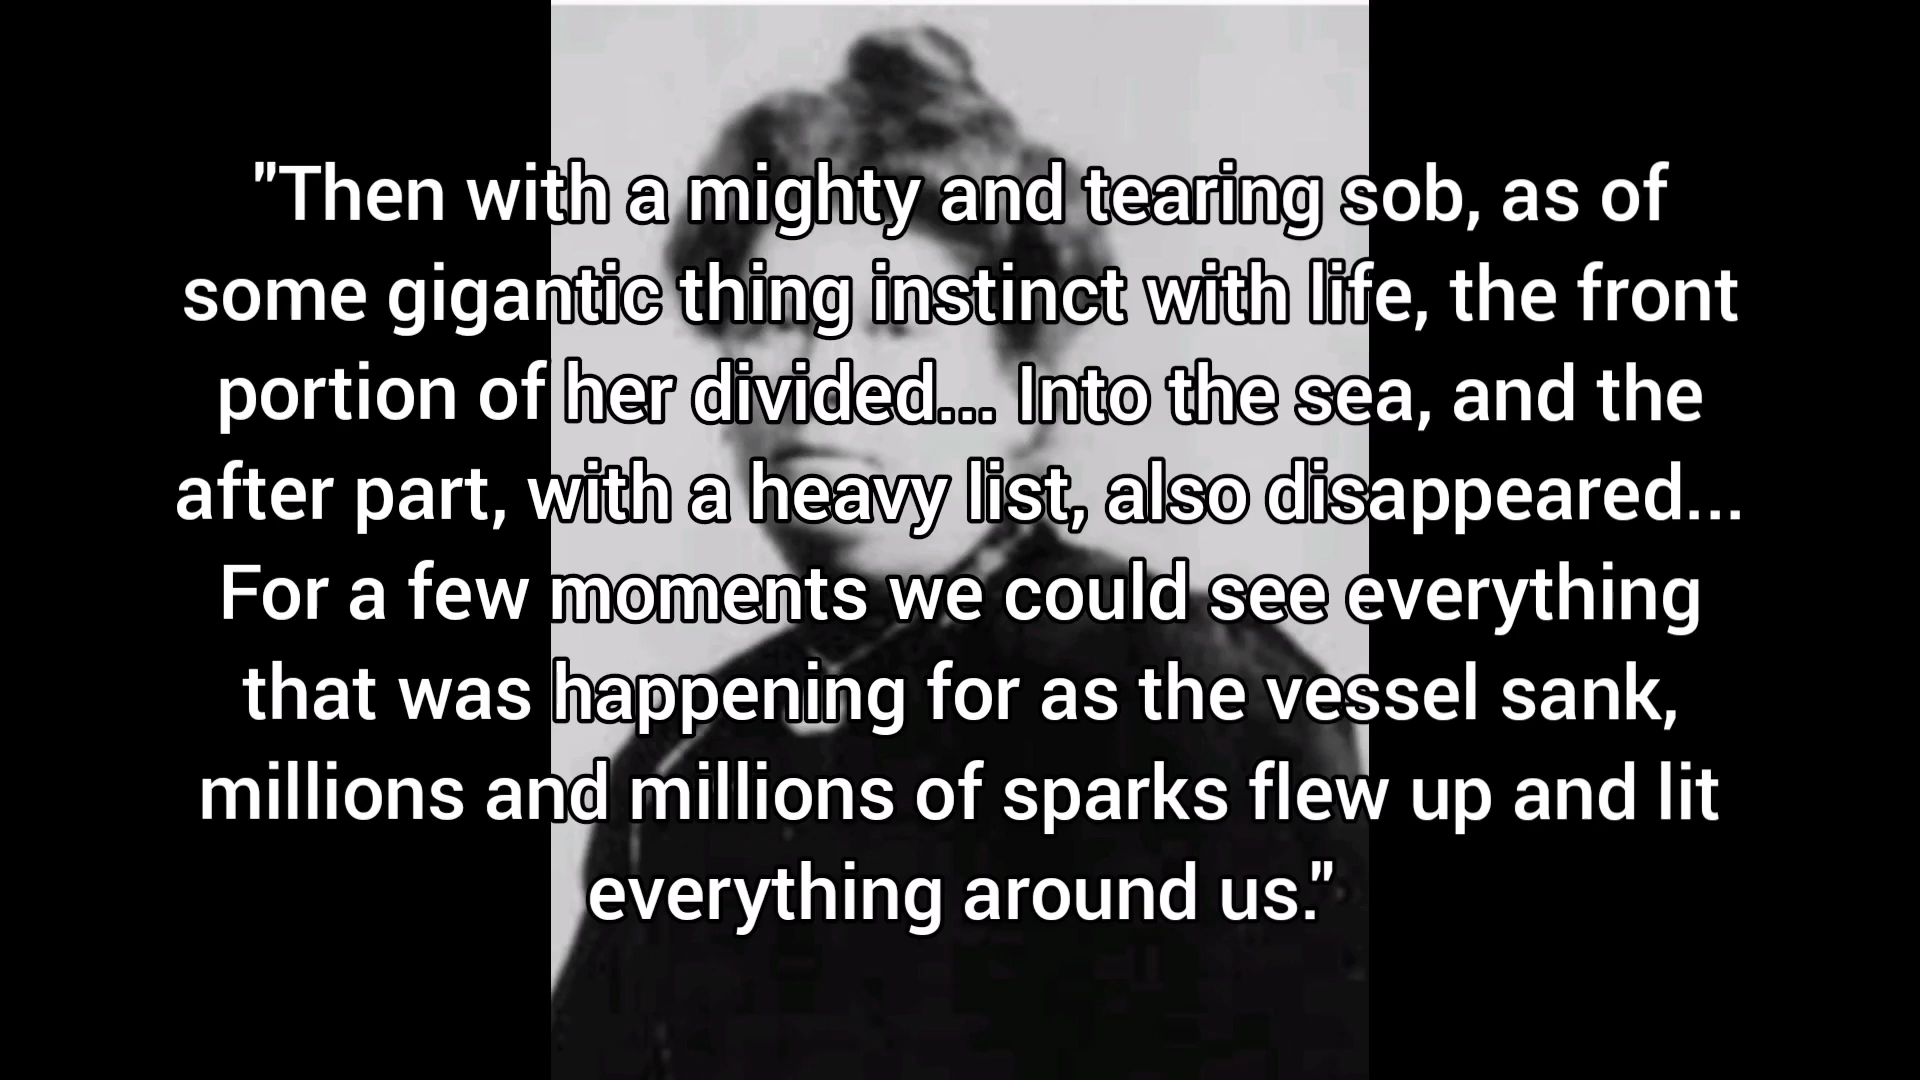 "Then with a mighty and tearing sob, as of
some gigantic thing instinct with life, the front
portion of her divided... Into the sea, and the
after part, with a heavy list, also disappeared...
For a few moments we could see everything
that was happening for as the vessel sank,
millions and millions of sparks flew up and lit
everything around us."